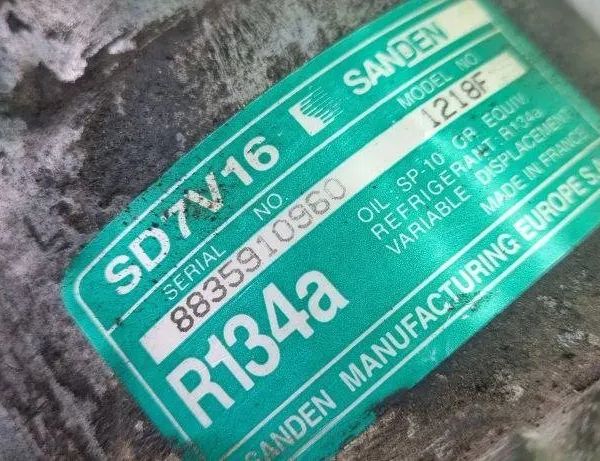 SD7V16 SANDEN
SERIAL NO. MODEL NO.
8835910960 1218F
R134a
OIL SP-10 OR EQUIV.
REFRIGERANT: R134a
VARIABLE DISPLACEMENT
MADE IN FRANCE
SANDEN MANUFACTURING EUROPE S.A